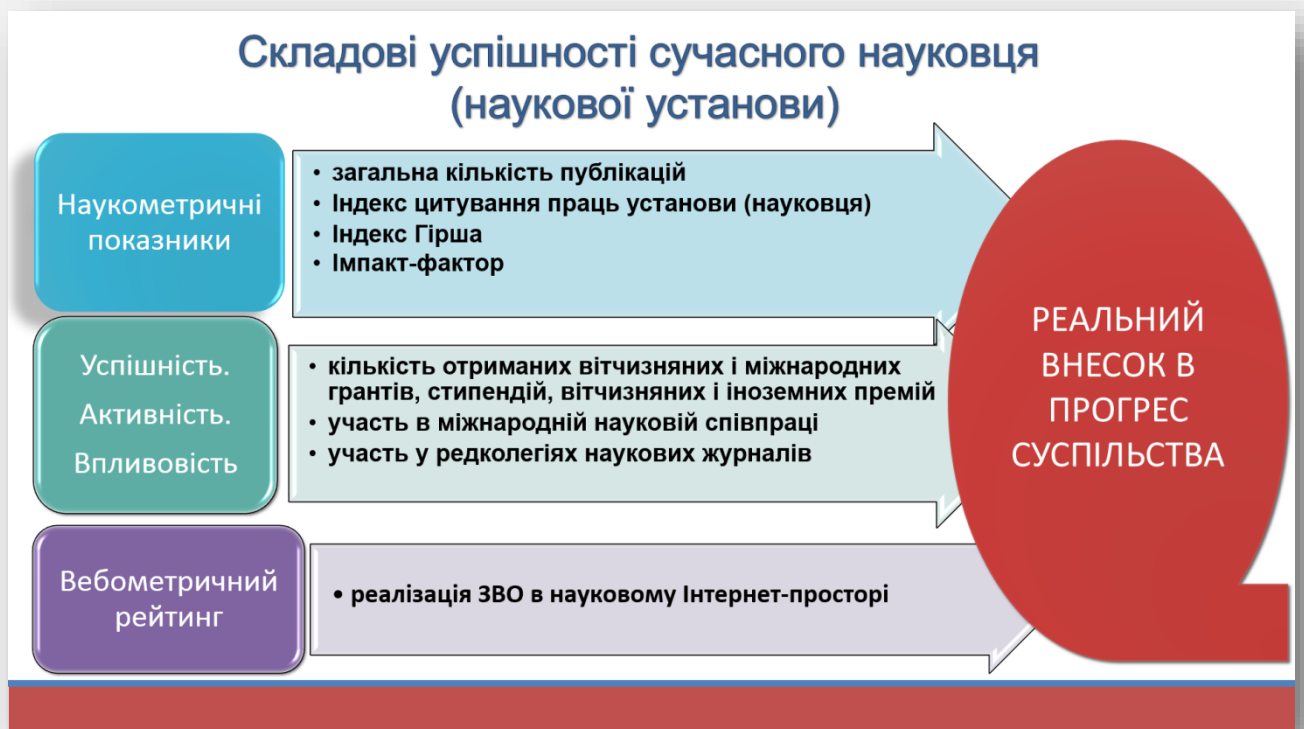 Складові успішності сучасного науковця
(наукової установи)
Наукометричні
показники
• загальна кількість публікацій
• Індекс цитування праць установи (науковця)
• Індекс Гірша
• Імпакт-фактор
Успішність.
Активність.
Впливовість
• кількість отриманих вітчизняних і міжнародних
грантів, стипендій, вітчизняних і іноземних премій
• участь в міжнародній науковій співпраці
• участь у редколегіях наукових журналів
Вебометричний
рейтинг
• реалізація ЗВО в науковому Інтернет-просторі
РЕАЛЬНИЙ
ВНЕСОК В
ПРОГРЕС
СУСПІЛЬСТВА